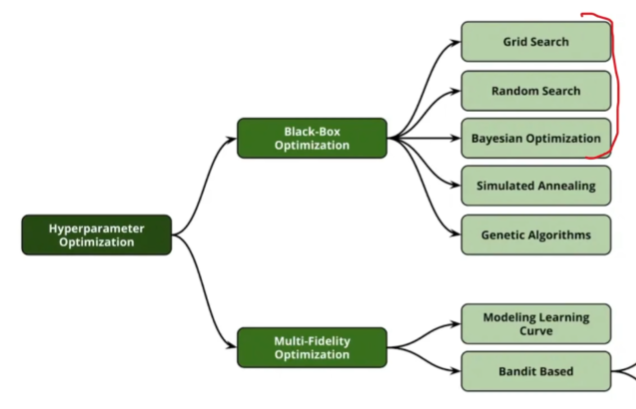 Grid Search
Random Search
Black-Box
Optimization
Bayesian Optimization
Simulated Annealing
Hyperparameter
Optimization
Genetic Algorithms
Modeling Learning
Curve
Multi-Fidelity
Optimization
Bandit Based